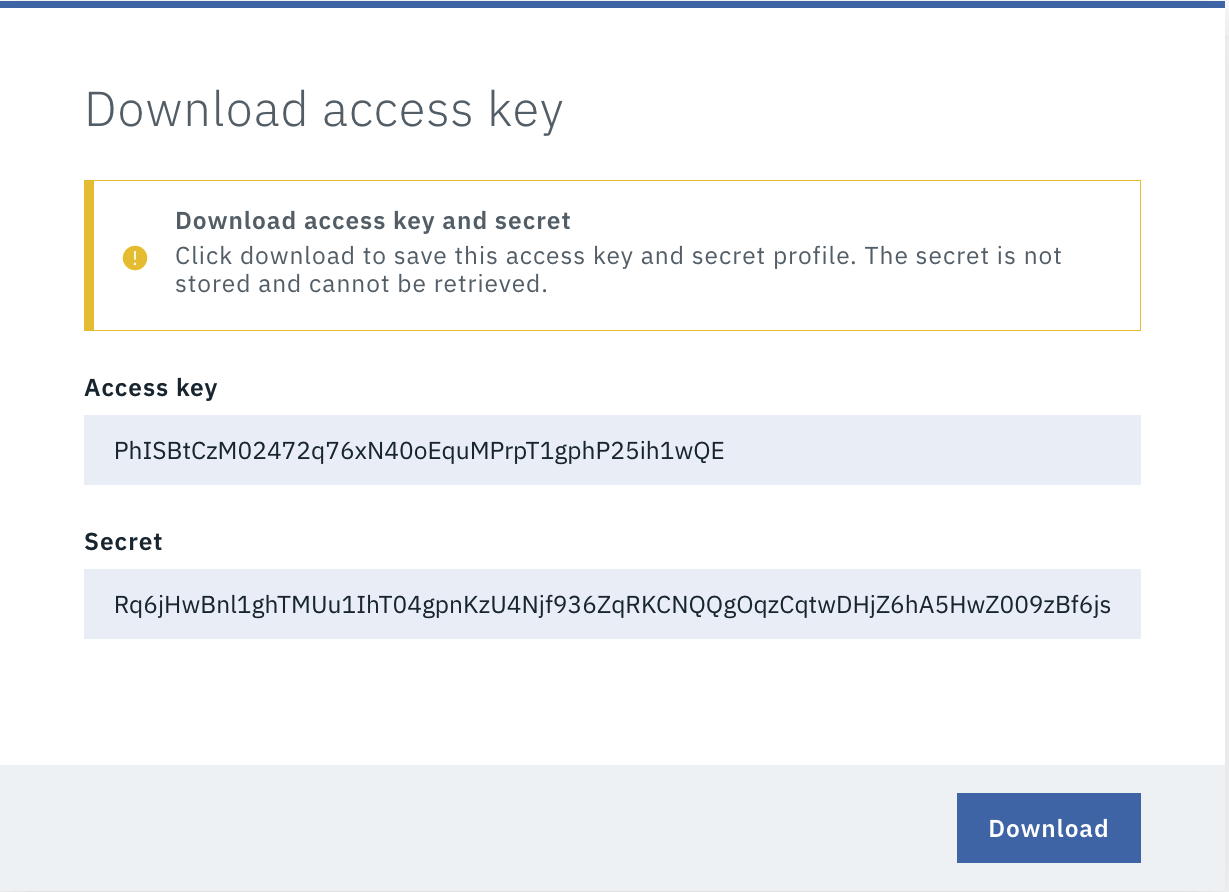 Download access key
Download access key and secret
Click download to save this access key and secret profile. The secret is not
stored and cannot be retrieved.
Access key
PhISBtCzM02472q76xN40oEquMPrpT1gphP25ih1wQE
Secret
Rq6jHwBnl1ghTMUu1IhT04gpnKzU4Njf936ZqRKCNQQgOqzCqtwDHjZ6hA5HwZ009zBf6js
Download